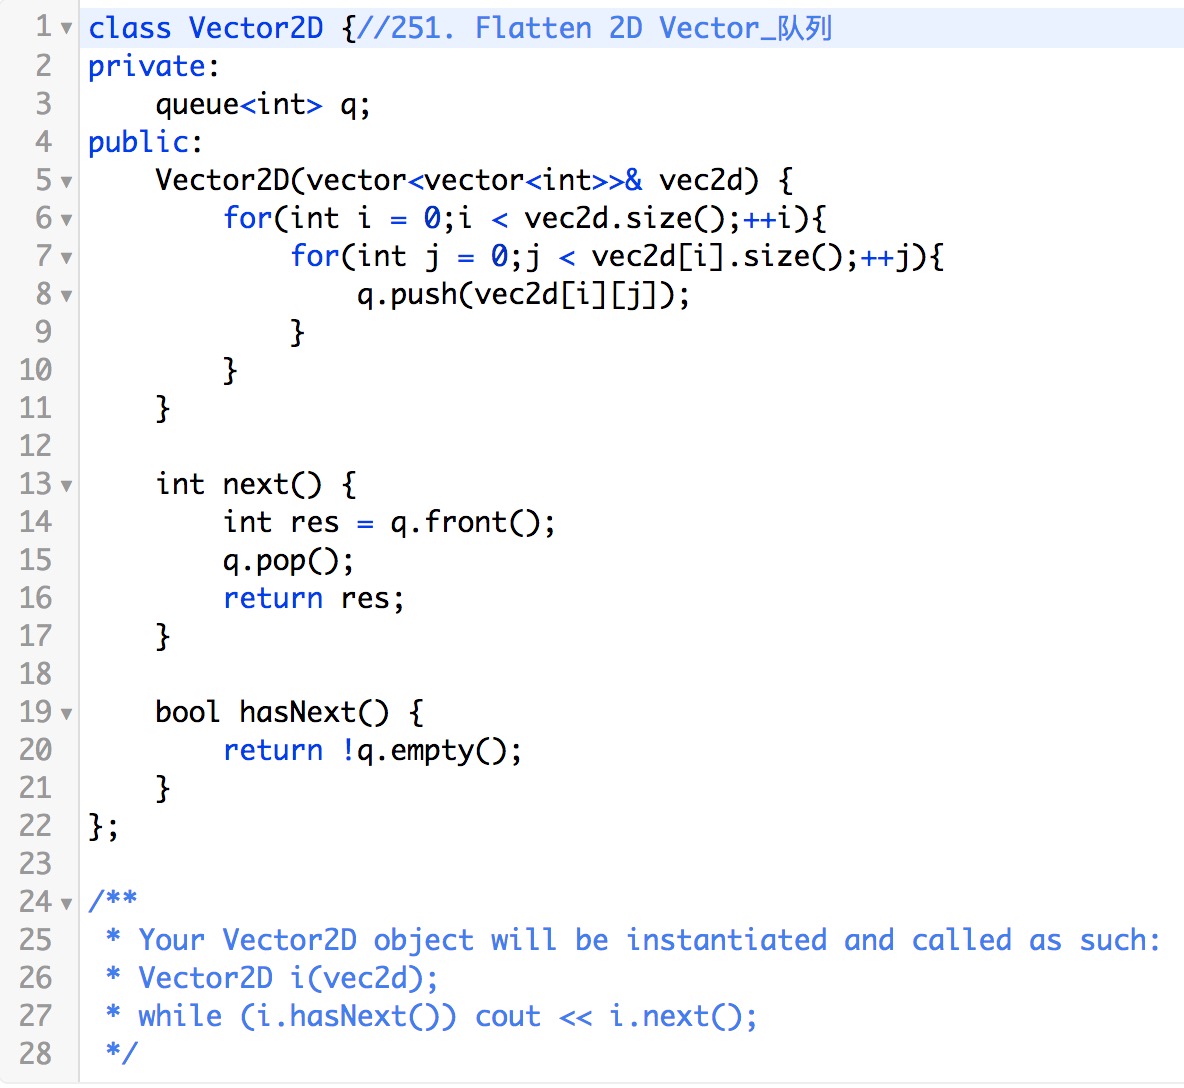 1 class Vector2D {//251. Flatten 2D Vector_队列
2 private:
3     queue<int> q;
4 public:
5     Vector2D(vector<vector<int>>& vec2d) {
6         for(int i = 0;i < vec2d.size();++i){
7             for(int j = 0;j < vec2d[i].size();++j){
8                 q.push(vec2d[i][j]);
9             }
10         }
11     }
12
13     int next() {
14         int res = q.front();
15         q.pop();
16         return res;
17     }
18
19     bool hasNext() {
20         return !q.empty();
21     }
22 };
23
24 /**
25  * Your Vector2D object will be instantiated and called as such:
26  * Vector2D i(vec2d);
27  * while (i.hasNext()) cout << i.next();
28  */